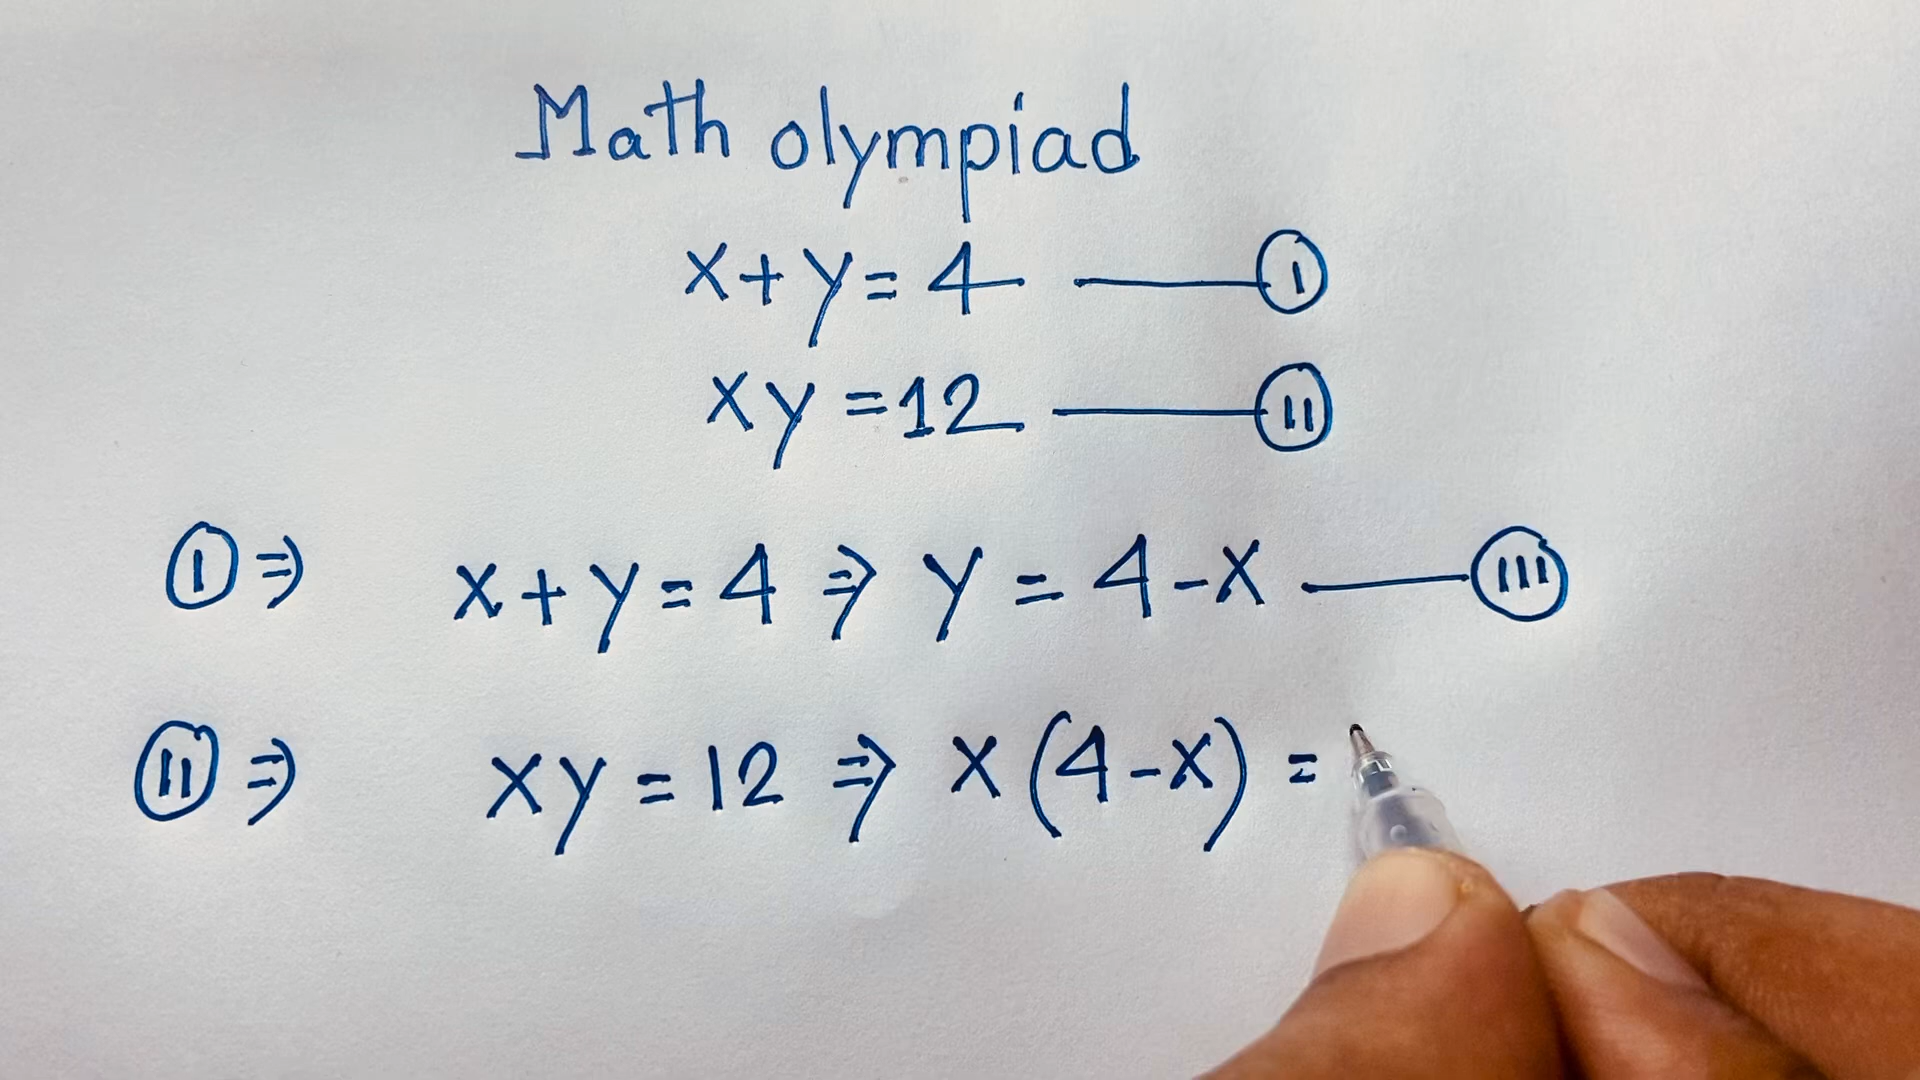 Math olympiad
x+y=4 —— I
xy=12 —— II
I ⇒ x+y=4 ⇒ y=4-x —— III
II ⇒ xy=12 ⇒ x(4-x)=